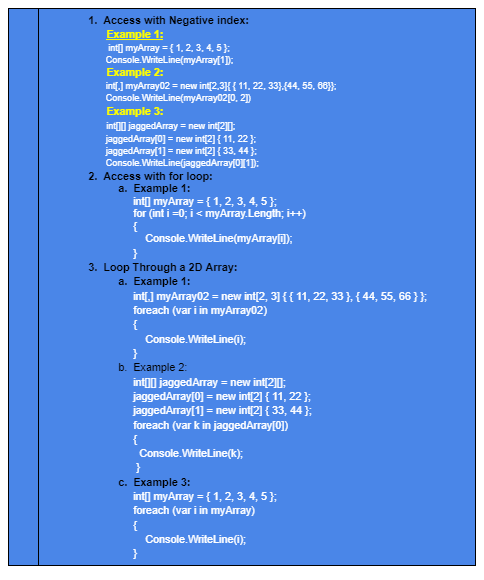 1. Access with Negative index:
Example 1:
int[] myArray = { 1, 2, 3, 4, 5 };
Console.WriteLine(myArray[1]);
Example 2:
int[,] myArray02 = new int[2,3]{ { 11, 22, 33},{44, 55, 66}};
Console.WriteLine(myArray02[0, 2])
Example 3:
int[][] jaggedArray = new int[2][];
jaggedArray[0] = new int[2] { 11, 22 };
jaggedArray[1] = new int[2] { 33, 44 };
Console.WriteLine(jaggedArray[0][1]);
2. Access with for loop:
a. Example 1:
int[] myArray = { 1, 2, 3, 4, 5 };
for (int i =0; i < myArray.Length; i++)
{
Console.WriteLine(myArray[i]);
}
3. Loop Through a 2D Array:
a. Example 1:
int[,] myArray02 = new int[2, 3] { { 11, 22, 33 }, { 44, 55, 66 } };
foreach (var i in myArray02)
{
Console.WriteLine(i);
}
b. Example 2:
int[][] jaggedArray = new int[2][];
jaggedArray[0] = new int[2] { 11, 22 };
jaggedArray[1] = new int[2] { 33, 44 };
foreach (var k in jaggedArray[0])
{
Console.WriteLine(k);
}
c. Example 3:
int[] myArray = { 1, 2, 3, 4, 5 };
foreach (var i in myArray)
{
Console.WriteLine(i);
}